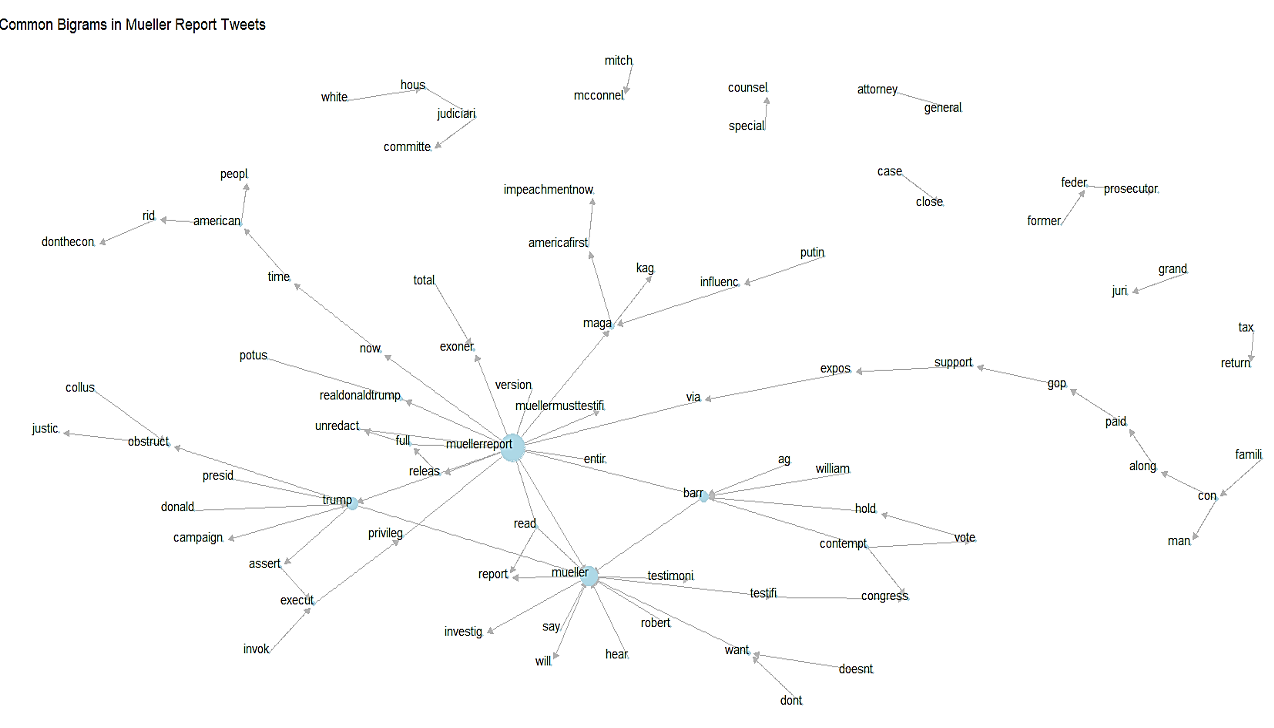 Common Bigrams in Mueller Report Tweets
mitch
hous
white
mcconnel
counsel
attorney
general
judiciari
special
committe
peopl
case
feder
prosecutor
impeachmentnow
close
rid
american
former
donthecon
americafirst
putin
kag
grand
time
total
influenc
juri
maga
tax
now
exoner
potus
return
support
expos
gop
collus
version
realdonaldtrump
via
muellermusttestifi
paid
justic
unredact
obstruct
full
muellerreport
famili
entir
ag
along
releas
william
presid
barr
con
trump
donald
hold
read
campaign
privileg
vote
man
contempt
assert
report
mueller
testimoni
testifi
congress
execut
investig
say
robert
invok
will
hear
want
doesnt
dont